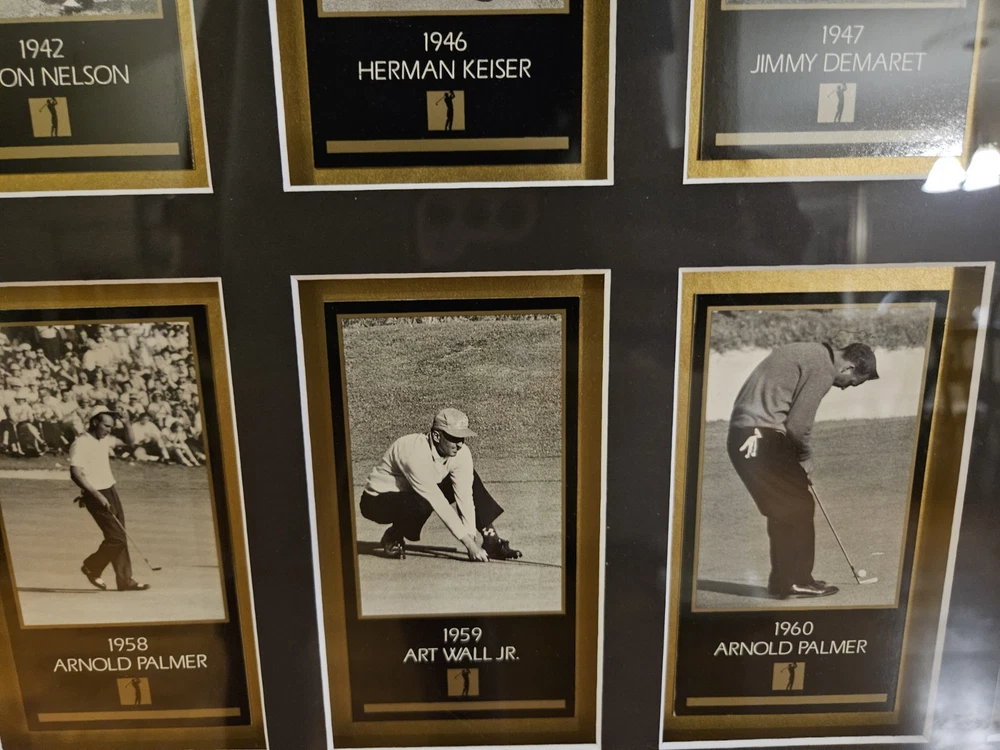 1942
ON NELSON
1946
HERMAN KEISER
1947
JIMMY DEMARET
1958
ARNOLD PALMER
1959
ART WALL JR.
1960
ARNOLD PALMER